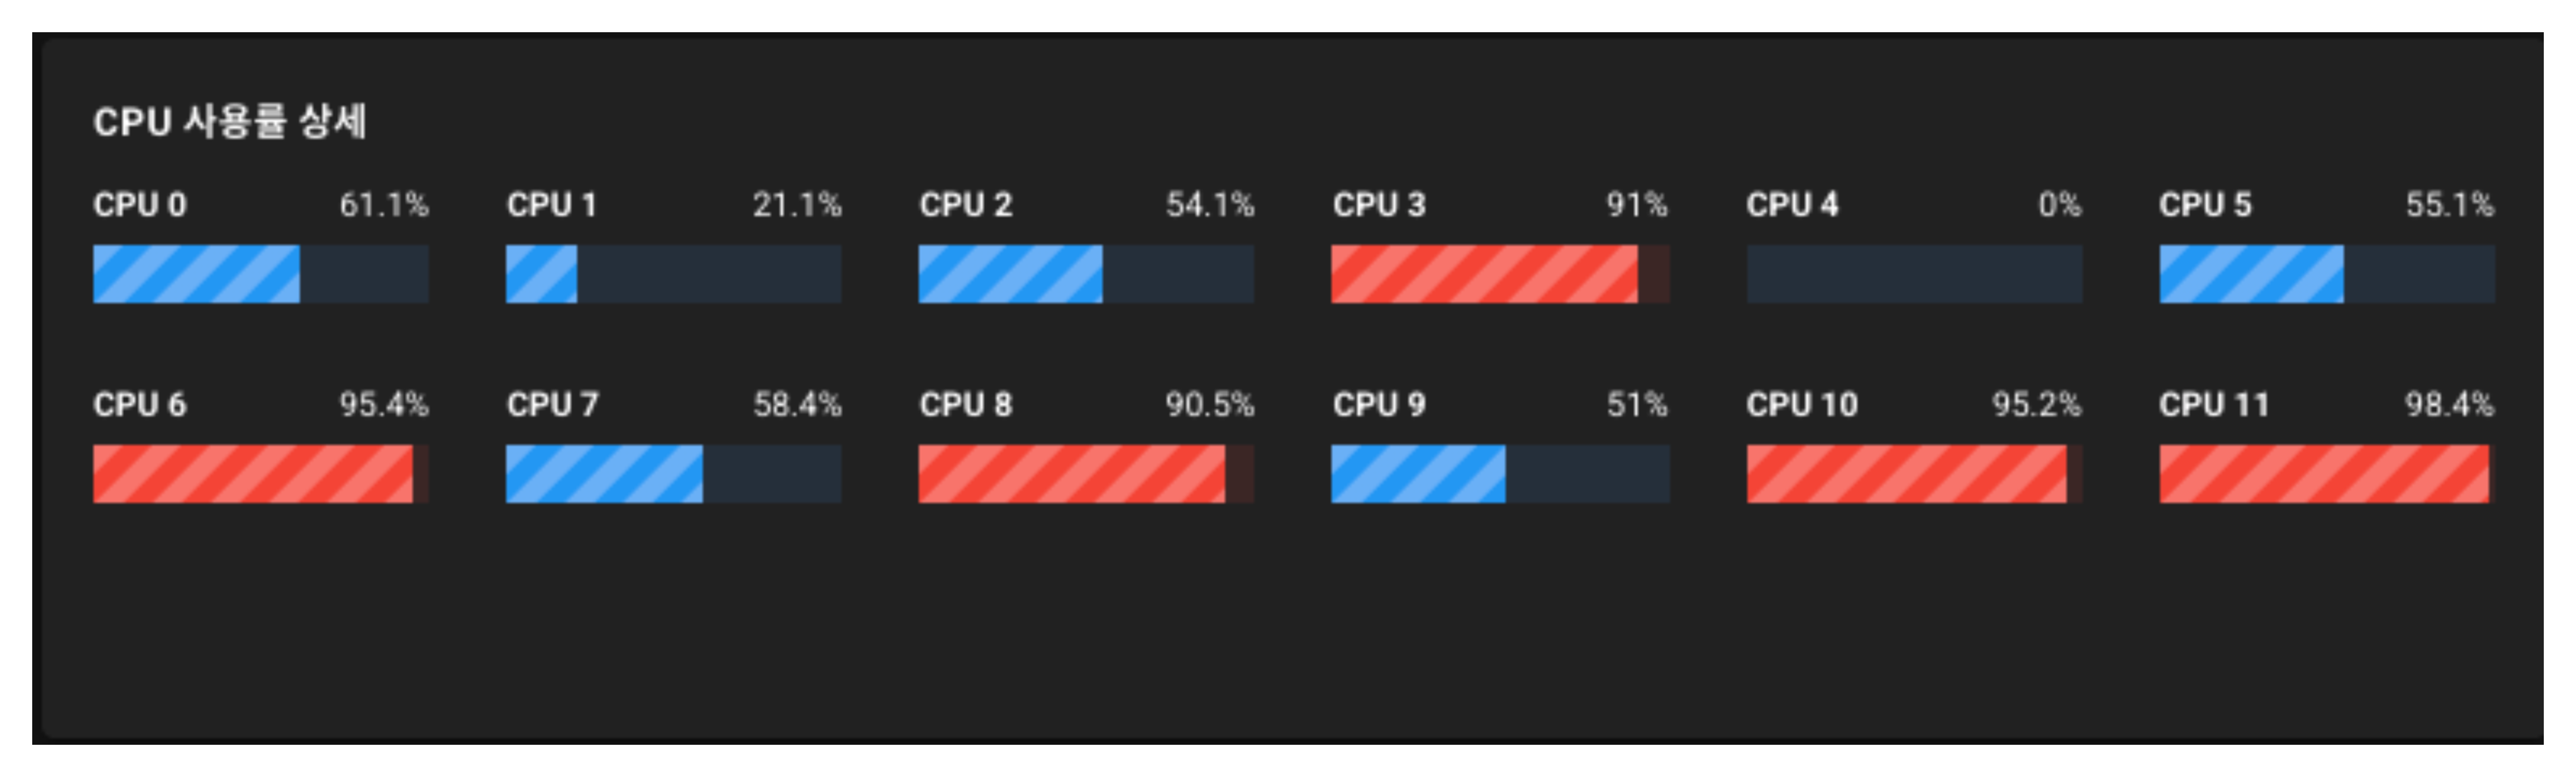 CPU 사용률 상세
CPU 0 61.1% CPU 1 21.1% CPU 2 54.1% CPU 3 91% CPU 4 0% CPU 5 55.1%
CPU 6 95.4% CPU 7 58.4% CPU 8 90.5% CPU 9 51% CPU 10 95.2% CPU 11 98.4%